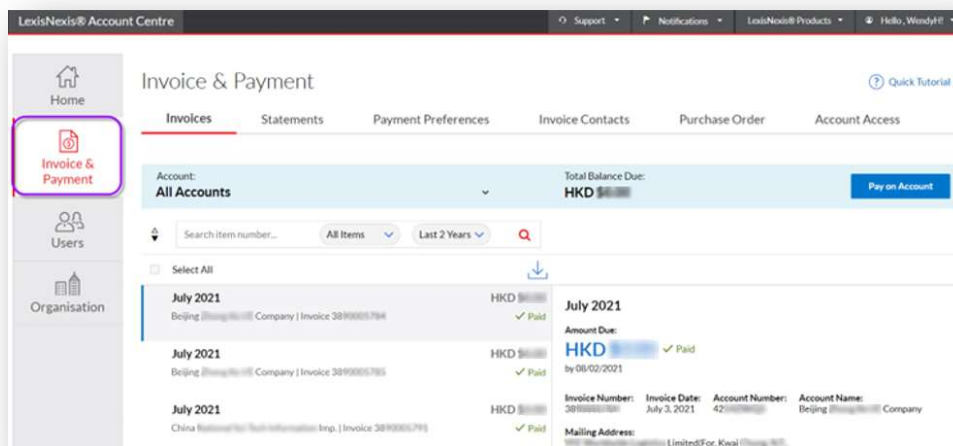 LexisNexis® Account Centre
Support
Notifications
LexisNexis® Products
Hello, WendyH!
Home
Invoice & Payment
Users
Organisation
Invoice & Payment
Quick Tutorial
Invoices
Statements
Payment Preferences
Invoice Contacts
Purchase Order
Account Access
Account:
All Accounts
Total Balance Due:
HKD
Pay on Account
Search item number...
All Items
Last 2 Years
Select All
July 2021
HKD
Beijing Company | Invoice
Paid
July 2021
HKD
Beijing Company | Invoice
Paid
July 2021
HKD
China Imp. | Invoice
Paid
July 2021
Amount Due:
HKD
Paid
by 08/02/2021
Invoice Number:
Invoice Date:
Account Number:
Account Name:
July 3, 2021
Beijing Company
Mailing Address:
Limited(For. Kwai